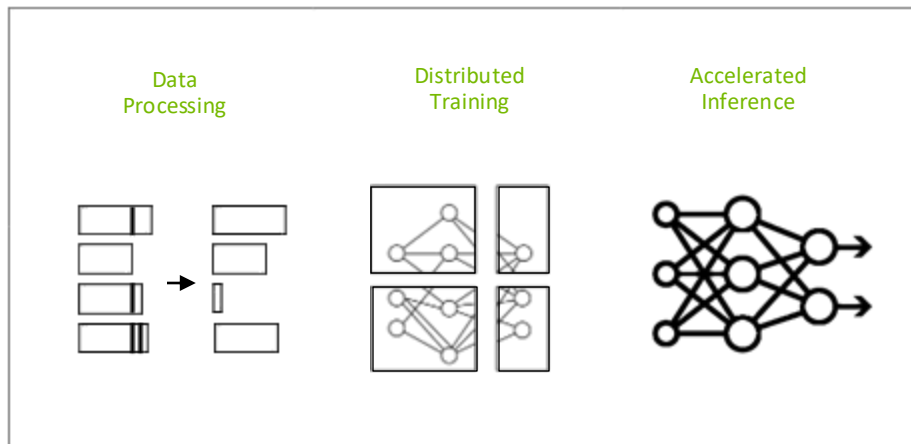 Data
Processing
Distributed
Training
Accelerated
Inference